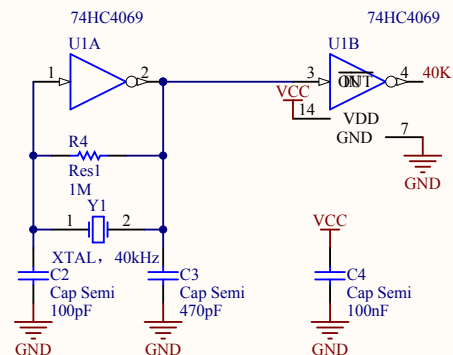 74HC4069
74HC4069
U1A
U1B
1
2
3
4
40K
VCC
14
VDD
GND
7
GND
R4
Res1
1M
Y1
1
2
XTAL，40kHz
C2
Cap Semi
100pF
GND
C3
Cap Semi
470pF
GND
VCC
C4
Cap Semi
100nF
GND